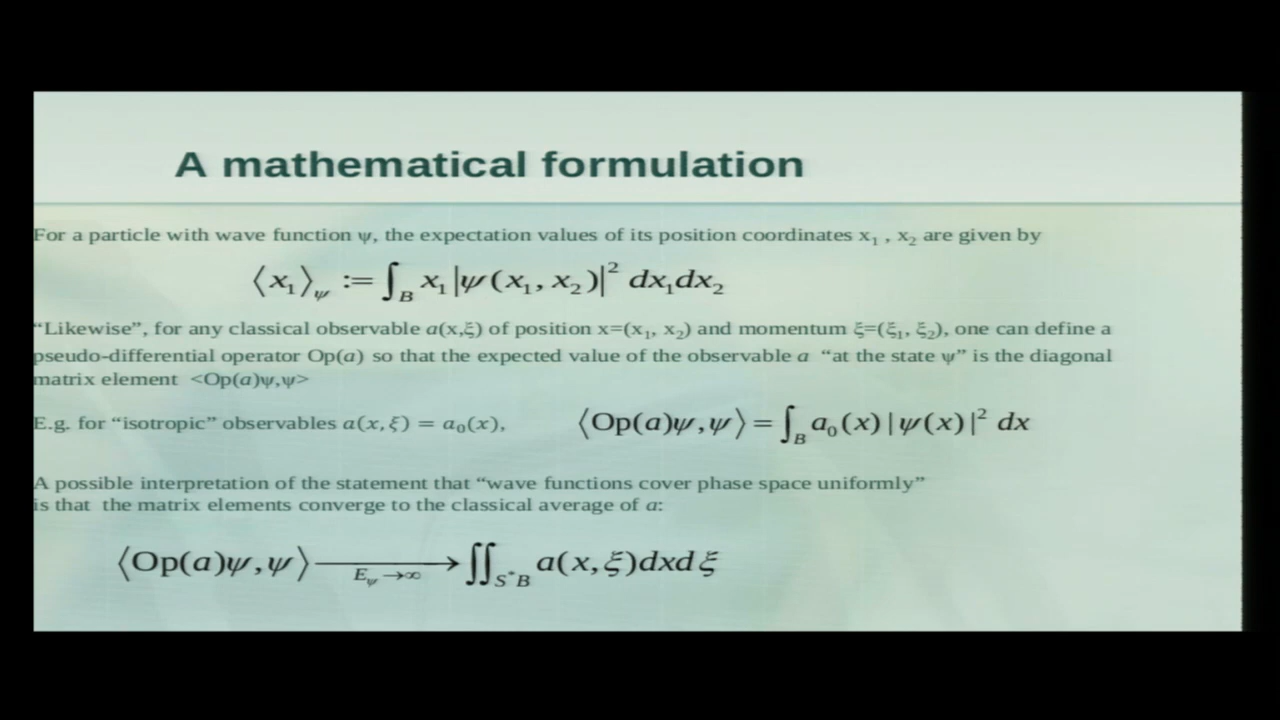 A mathematical formulation
For a particle with wave function ψ, the expectation values of its position coordinates x₁ , x₂ are given by
⟨x₁⟩_ψ := ∫_B x₁|ψ(x₁, x₂)|² dx₁dx₂
“Likewise”, for any classical observable a(x,ξ) of position x=(x₁, x₂) and momentum ξ=(ξ₁, ξ₂), one can define a
pseudo-differential operator Op(a) so that the expected value of the observable a “at the state ψ” is the diagonal
matrix element <Op(a)ψ,ψ>
E.g. for “isotropic” observables a(x, ξ) = a₀(x), ⟨Op(a)ψ,ψ⟩ = ∫_B a₀(x)|ψ(x)|² dx
A possible interpretation of the statement that “wave functions cover phase space uniformly”
is that the matrix elements converge to the classical average of a:
⟨Op(a)ψ,ψ⟩ ⟶_{E_ψ→∞} ∬_{S*B} a(x,ξ)dxdξ